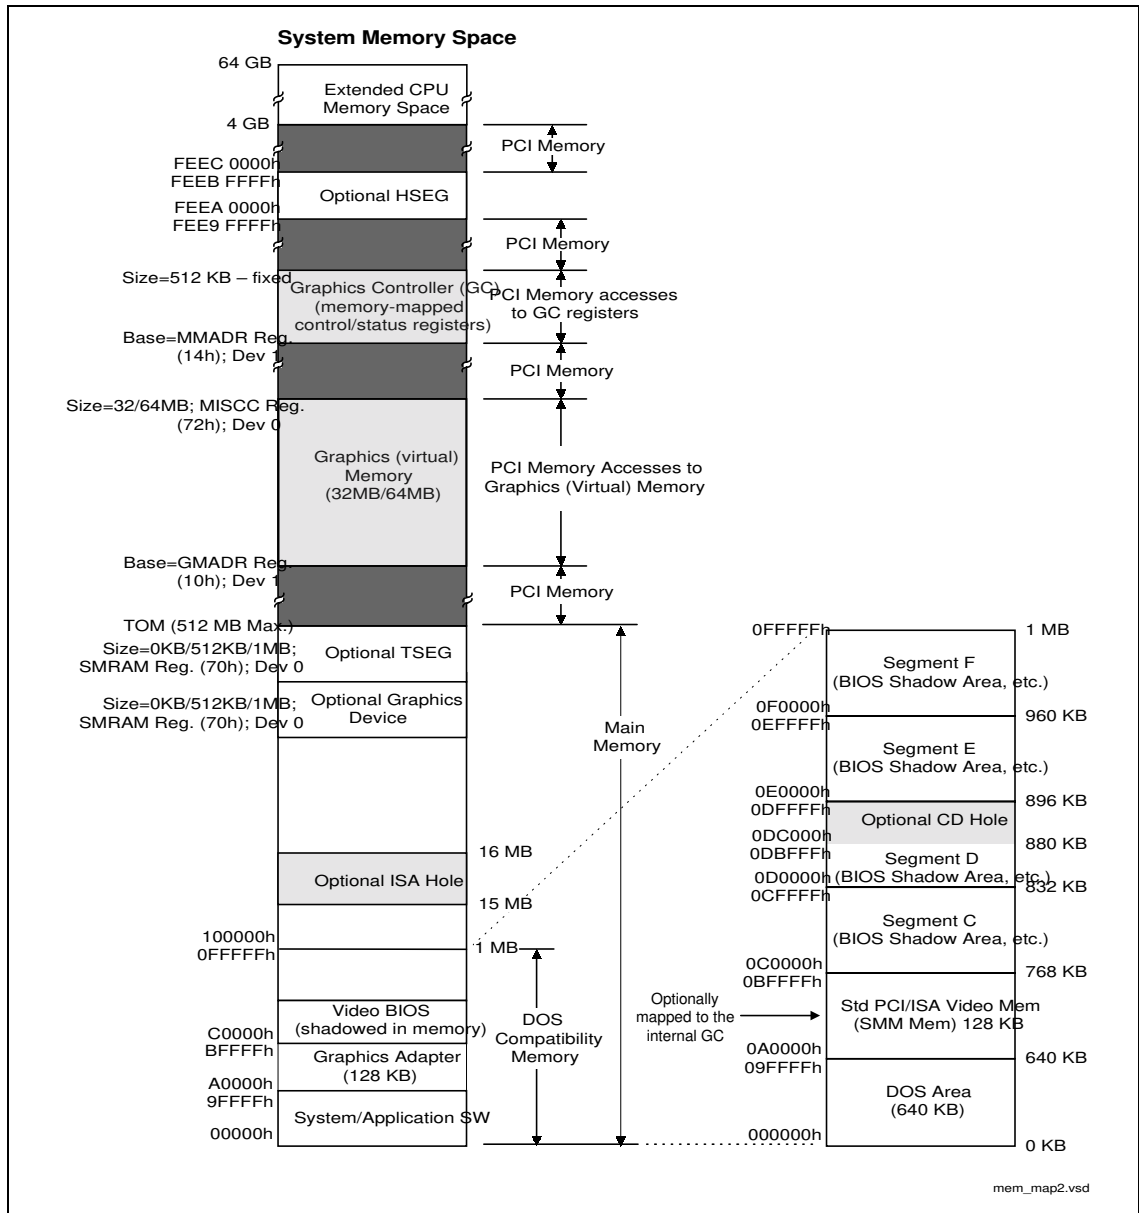 System Memory Space
64 GB
Extended CPU
Memory Space
4 GB
PCI Memory
FEEC 0000h
FEEB FFFFh
Optional HSEG
FEEA 0000h
FEE9 FFFFh
PCI Memory
Size=512 KB – fixed
Graphics Controller (GC)
(memory-mapped
control/status registers)
PCI Memory accesses
to GC registers
Base=MMADR Reg.
(14h); Dev 1
PCI Memory
Size=32/64MB; MISCC Reg.
(72h); Dev 0
Graphics (virtual)
Memory
(32MB/64MB)
PCI Memory Accesses to
Graphics (Virtual) Memory
Base=GMADR Reg.
(10h); Dev 1
PCI Memory
TOM (512 MB Max.)
Size=0KB/512KB/1MB;
SMRAM Reg. (70h); Dev 0
Optional TSEG
Size=0KB/512KB/1MB;
SMRAM Reg. (70h); Dev 0
Optional Graphics
Device
Main
Memory
16 MB
Optional ISA Hole
15 MB
100000h
0FFFFFh
1 MB
Video BIOS
(shadowed in memory)
C0000h
BFFFFh
Graphics Adapter
(128 KB)
A0000h
9FFFFh
System/Application SW
00000h
DOS
Compatibility
Memory
0FFFFFh
1 MB
Segment F
(BIOS Shadow Area, etc.)
0F0000h
0EFFFFh
960 KB
Segment E
(BIOS Shadow Area, etc.)
0E0000h
0DFFFFh
896 KB
Optional CD Hole
0DC000h
0DBFFFh
880 KB
Segment D
(BIOS Shadow Area, etc.)
0D0000h
0CFFFFh
832 KB
Segment C
(BIOS Shadow Area, etc.)
0C0000h
0BFFFFh
768 KB
Optionally
mapped to the
internal GC
Std PCI/ISA Video Mem
(SMM Mem) 128 KB
0A0000h
09FFFFh
640 KB
DOS Area
(640 KB)
000000h
0 KB
mem_map2.vsd